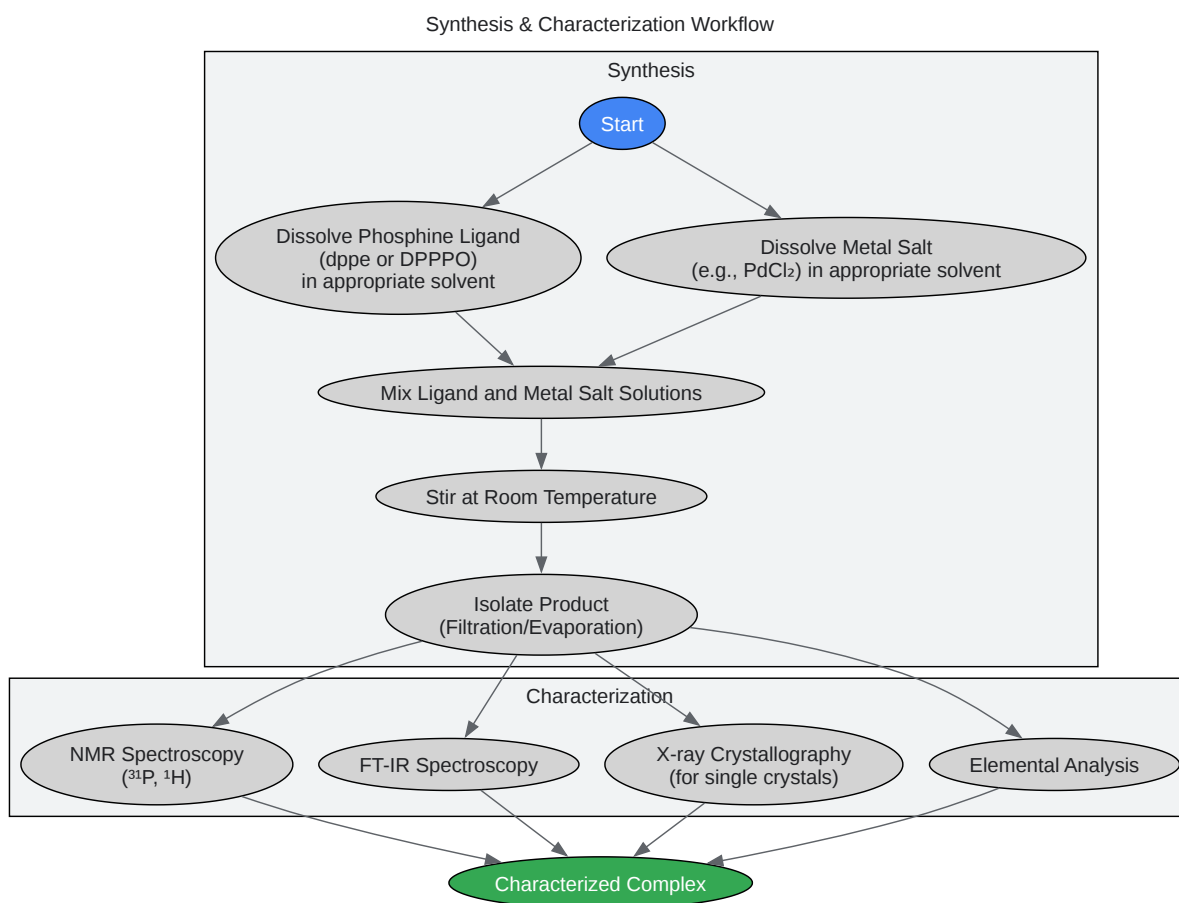 Synthesis & Characterization Workflow
Synthesis
Start
Dissolve Phosphine Ligand
(dppe or DPPPO)
in appropriate solvent
Dissolve Metal Salt
(e.g., PdCl₂) in appropriate solvent
Mix Ligand and Metal Salt Solutions
Stir at Room Temperature
Isolate Product
(Filtration/Evaporation)
Characterization
NMR Spectroscopy
(³¹P, ¹H)
FT-IR Spectroscopy
X-ray Crystallography
(for single crystals)
Elemental Analysis
Characterized Complex